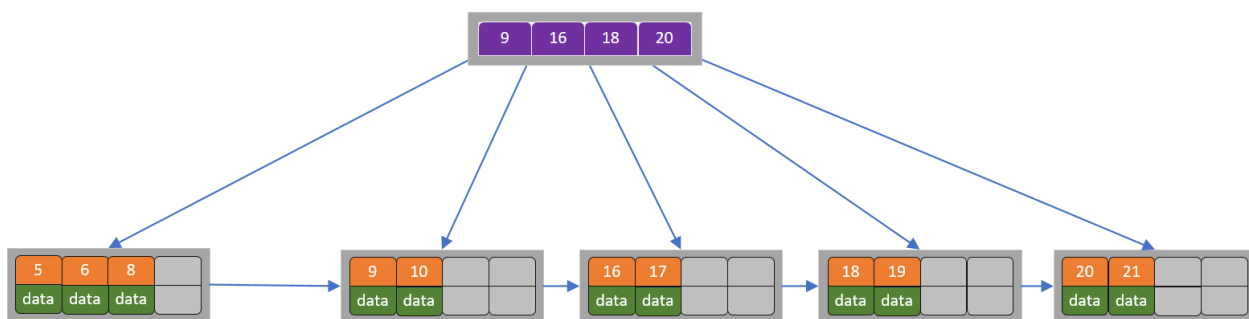 9 16 18 20
5 6 8 9 10 16 17 18 19 20 21
data data data data data data data data data data data